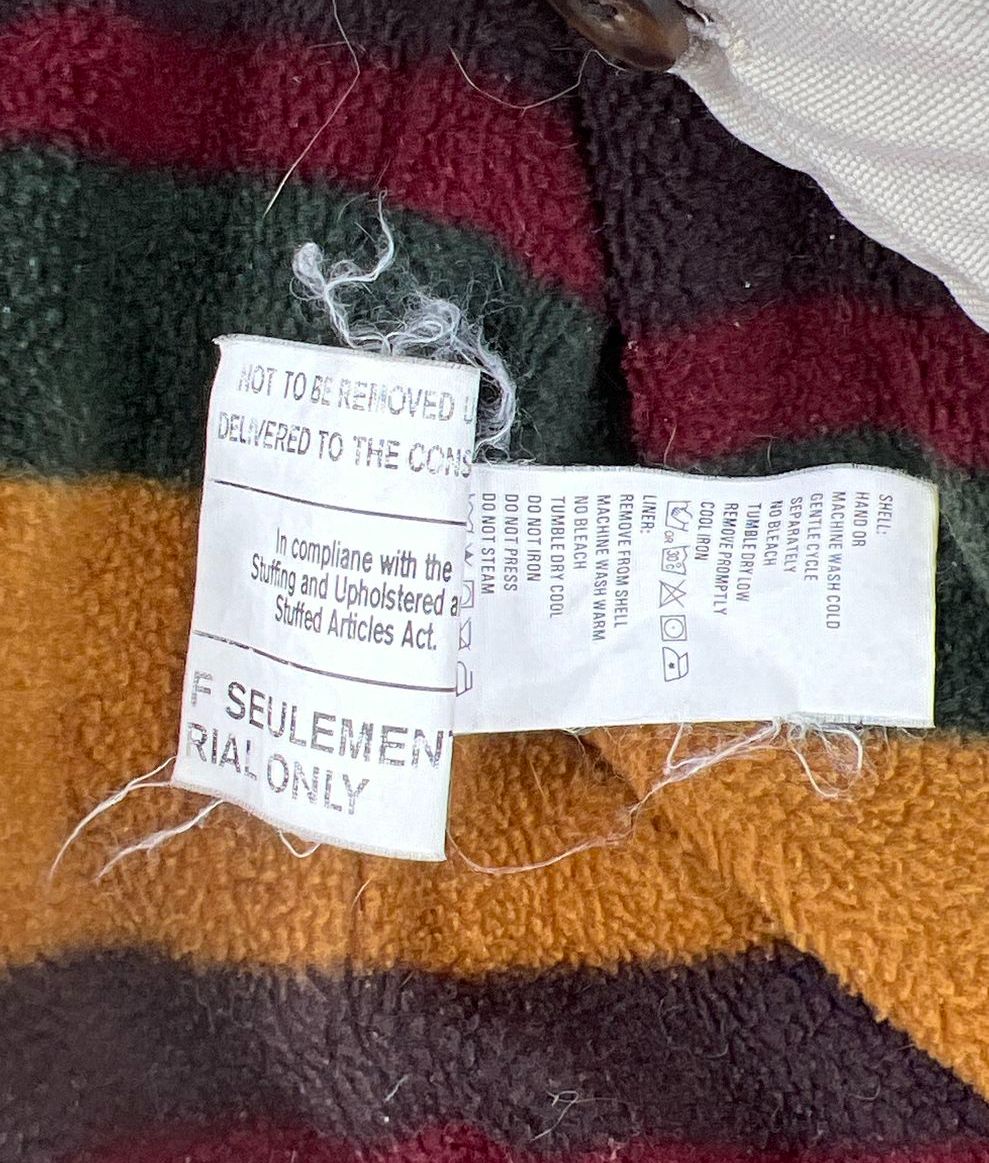 NOT TO BE REMOVED U
DELIVERED TO THE CONS
In compliane with the
Stuffing and Upholstered a
Stuffed Articles Act.
F SEULEMEN
RIAL ONLY
SHELL:
HAND OR
MACHINE WASH COLD
GENTLE CYCLE
SEPARATELY
NO BLEACH
TUMBLE DRY LOW
REMOVE PROMPTLY
COOL IRON
OR 30°
LINER:
REMOVE FROM SHELL
MACHINE WASH WARM
NO BLEACH
TUMBLE DRY COOL
DO NOT IRON
DO NOT PRESS
DO NOT STEAM